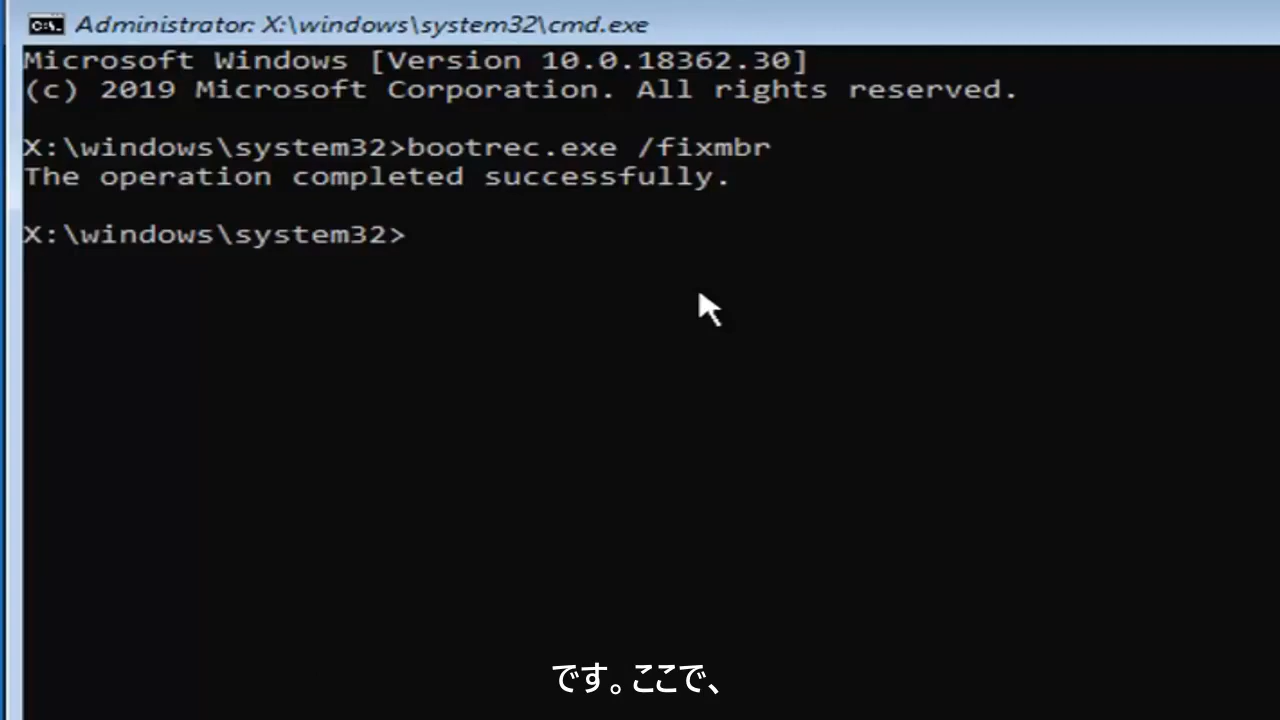 Administrator: X:\windows\system32\cmd.exe
Microsoft Windows [Version 10.0.18362.30]
(c) 2019 Microsoft Corporation. All rights reserved.
X:\windows\system32>bootrec.exe /fixmbr
The operation completed successfully.
X:\windows\system32>
です。ここで、